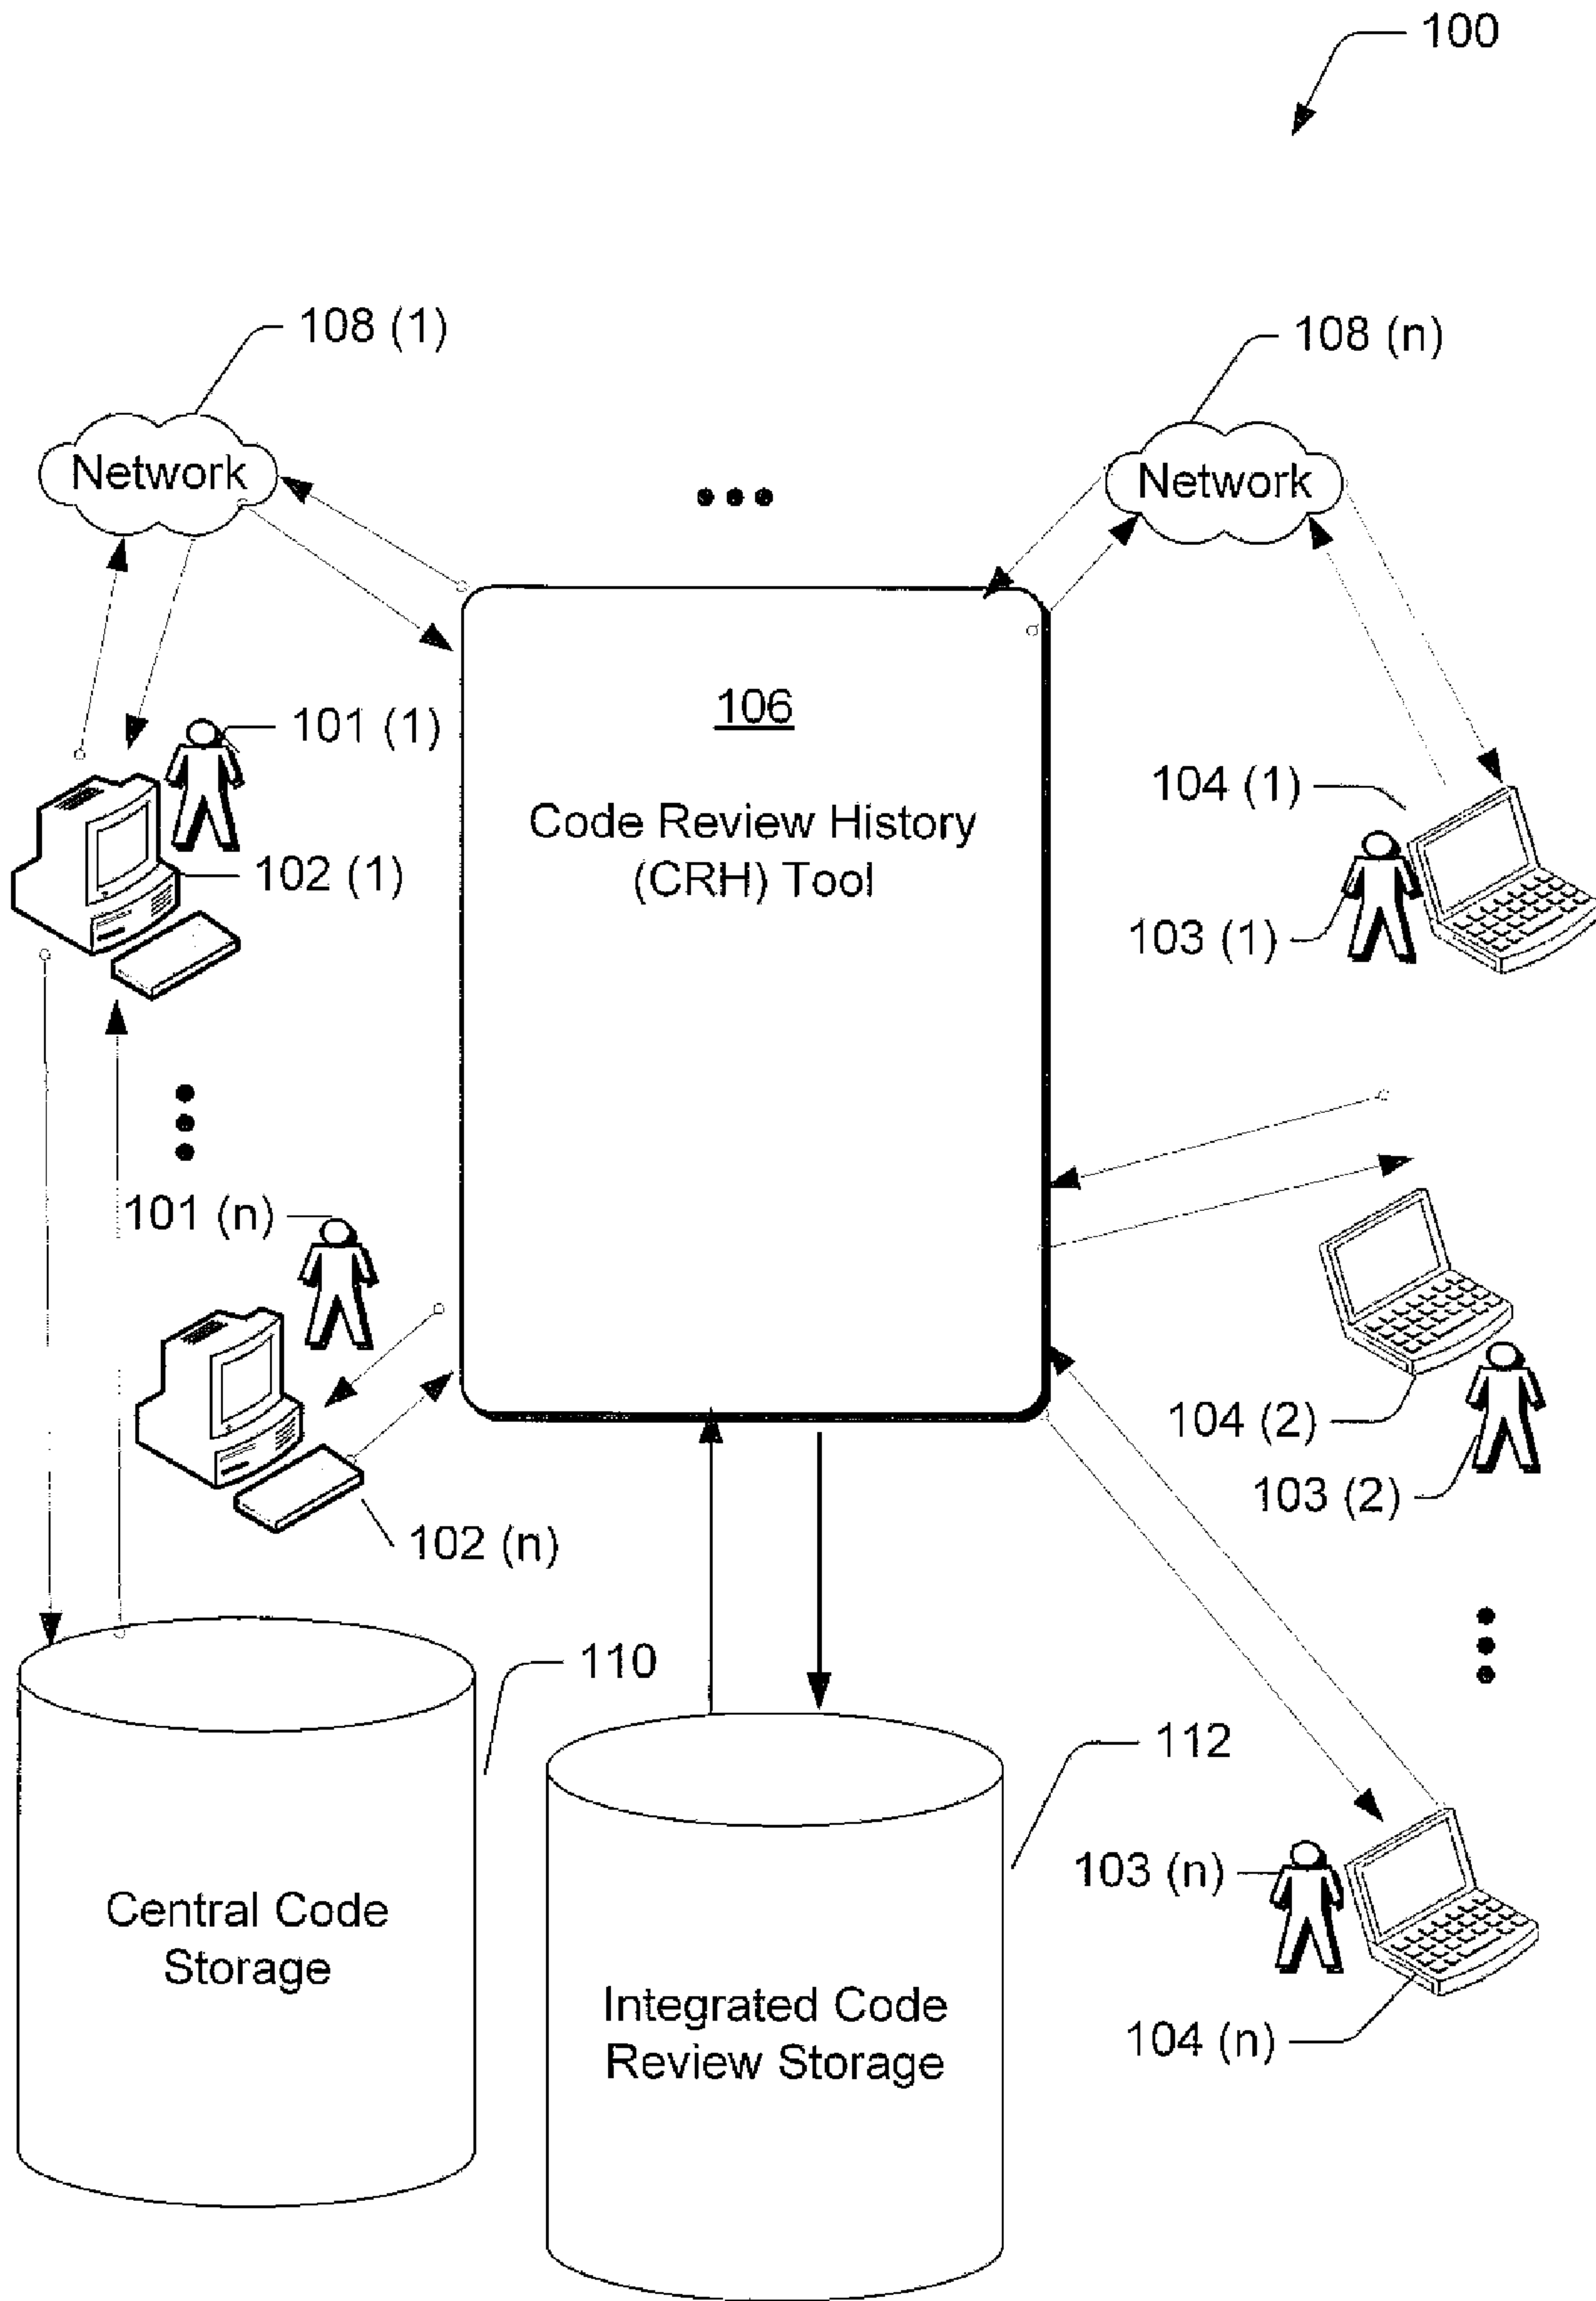 100
108 (1)
108 (n)
Network
Network
106
101 (1)
104 (1)
Code Review History
(CRH) Tool
102 (1)
103 (1)
101 (n)
104 (2)
103 (2)
102 (n)
110
112
103 (n)
Central Code
Storage
Integrated Code
Review Storage
104 (n)